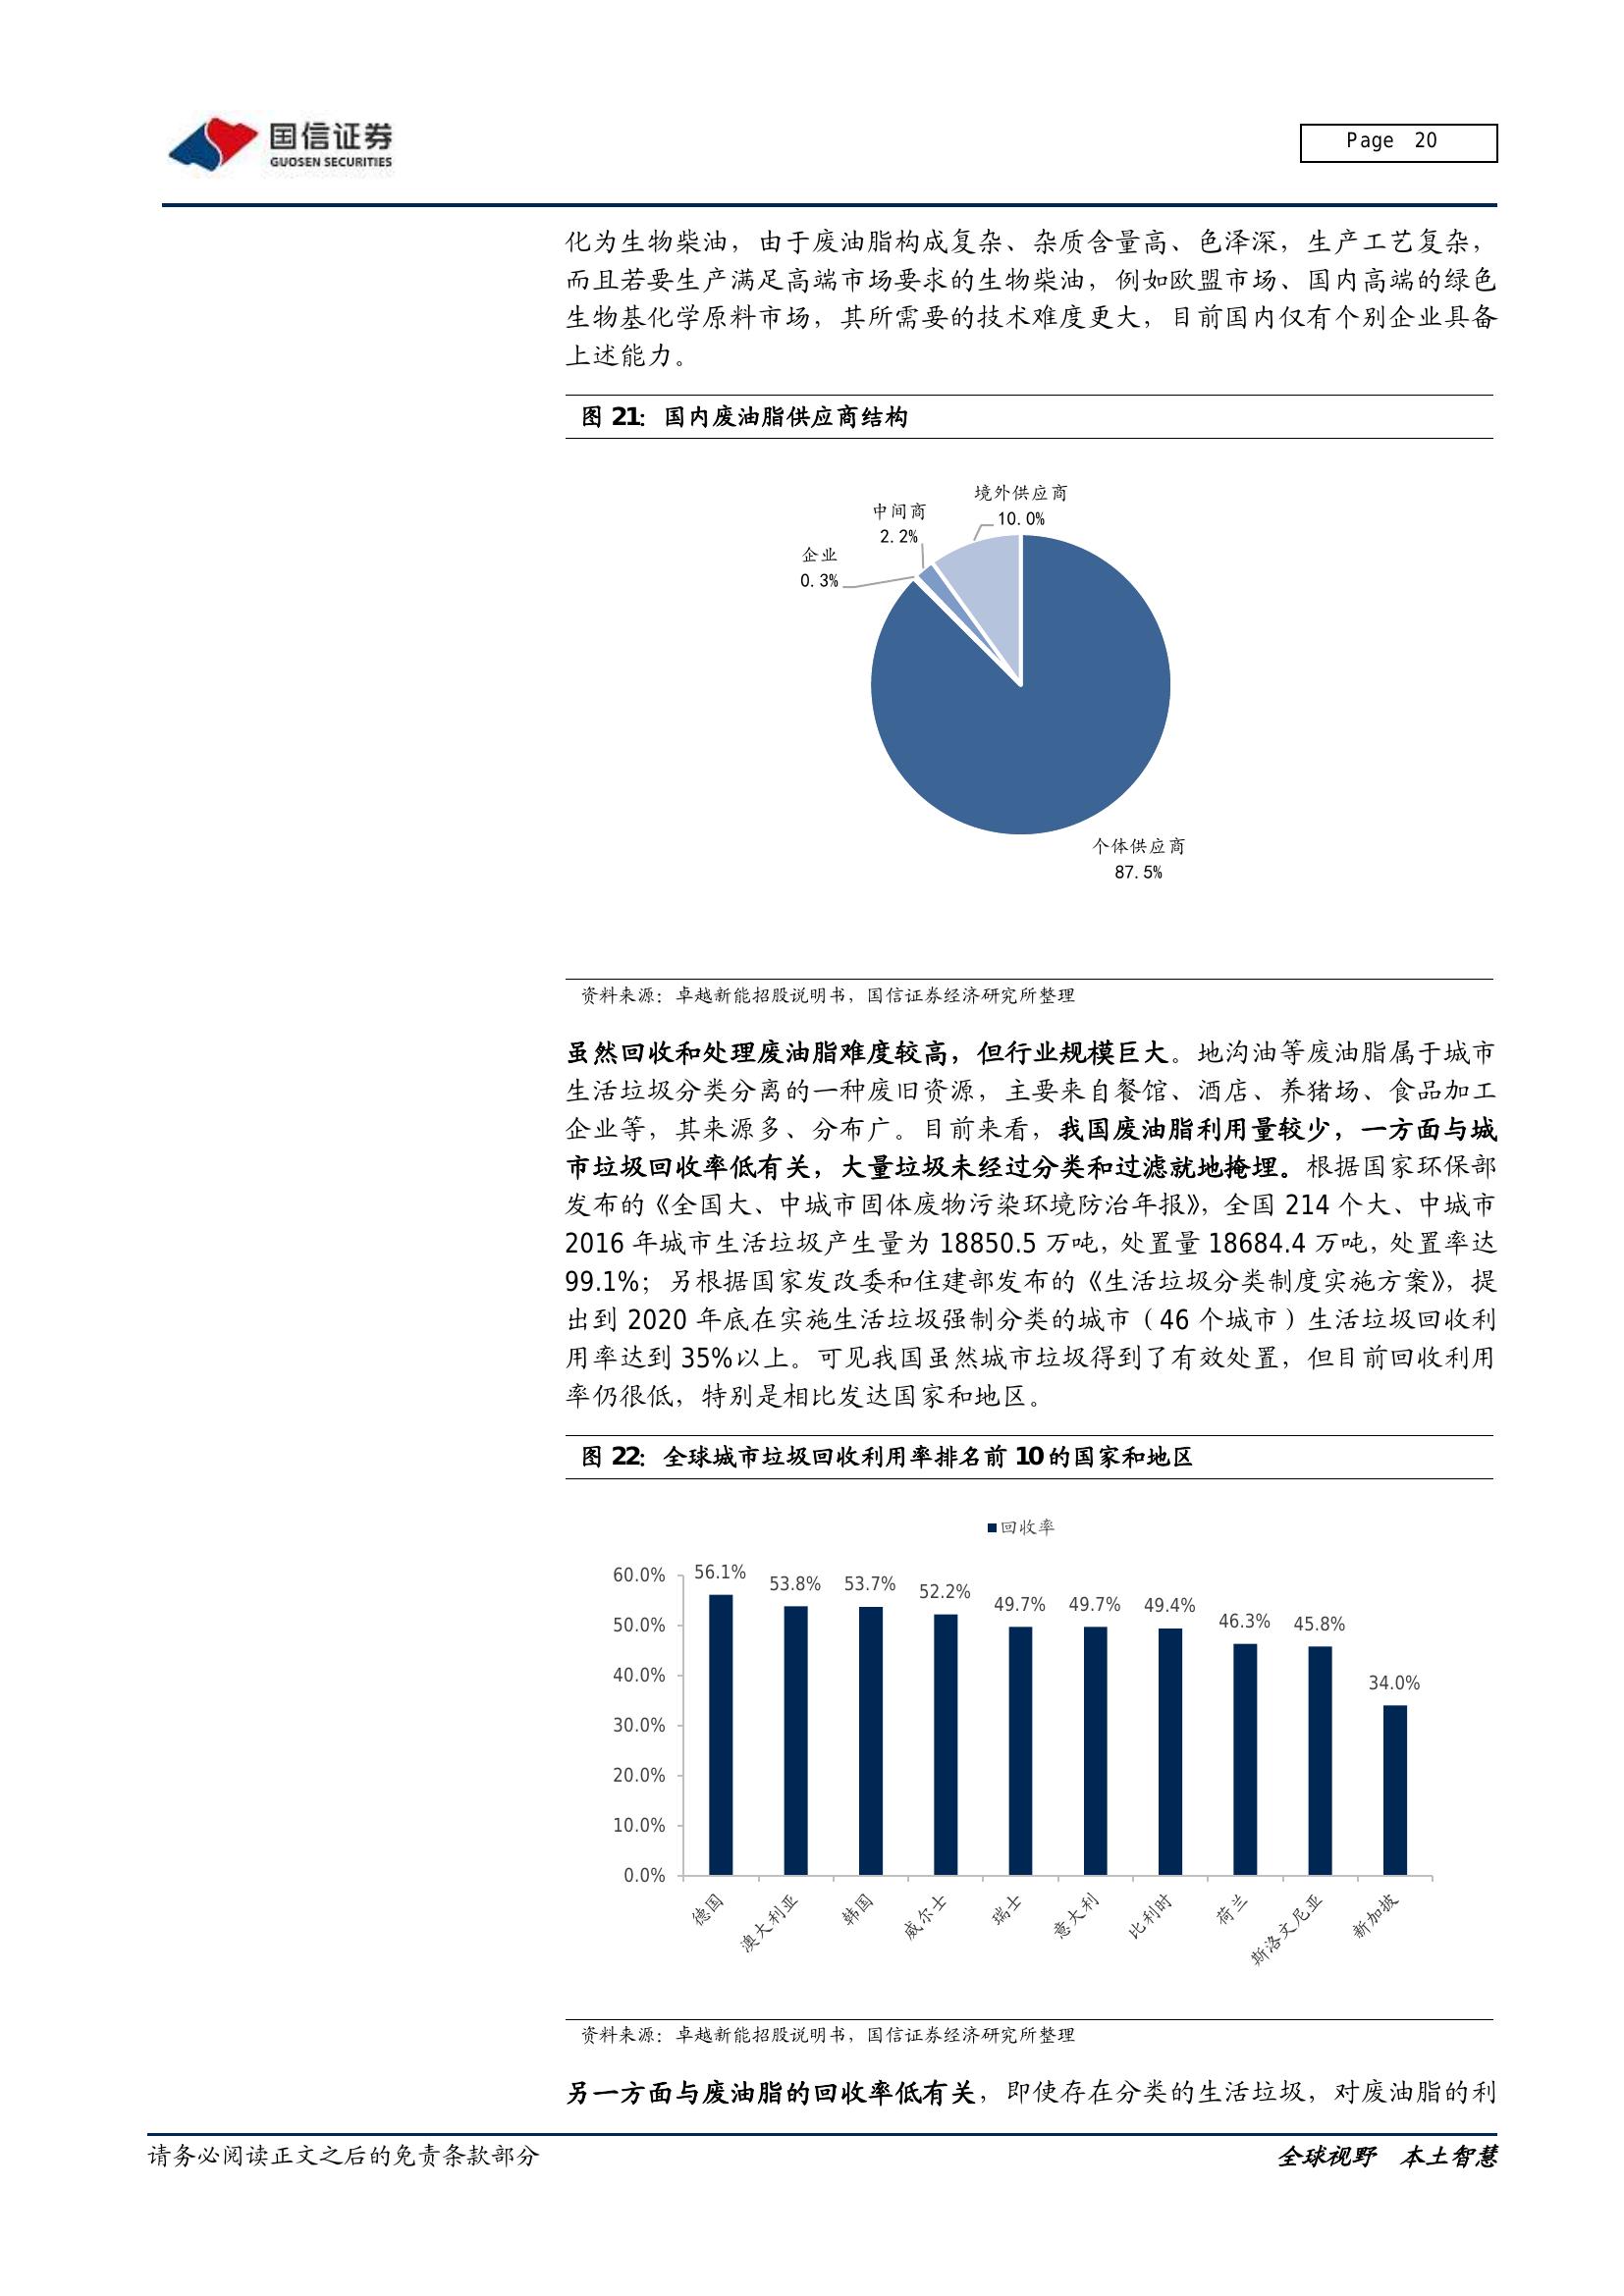 国信证券
GUOSEN SECURITIES
Page 20
化为生物柴油，由于废油脂构成复杂、杂质含量高、色泽深，生产工艺复杂，
而且若要生产满足高端市场要求的生物柴油，例如欧盟市场、国内高端的绿色
生物基化学原料市场，其所需要的技术难度更大，目前国内仅有个别企业具备
上述能力。
图 21：国内废油脂供应商结构
境外供应商
10.0%
中间商
2.2%
企业
0.3%
个体供应商
87.5%
资料来源：卓越新能招股说明书，国信证券经济研究所整理
虽然回收和处理废油脂难度较高，但行业规模巨大。地沟油等废油脂属于城市
生活垃圾分类分离的一种废旧资源，主要来自餐馆、酒店、养猪场、食品加工
企业等，其来源多、分布广。目前来看，我国废油脂利用量较少，一方面与城
市垃圾回收率低有关，大量垃圾未经过分类和过滤就地掩埋。根据国家环保部
发布的《全国大、中城市固体废物污染环境防治年报》，全国 214 个大、中城市
2016 年城市生活垃圾产生量为 18850.5 万吨，处置量 18684.4 万吨，处置率达
99.1%；另根据国家发改委和住建部发布的《生活垃圾分类制度实施方案》，提
出到 2020 年底在实施生活垃圾强制分类的城市（46 个城市）生活垃圾回收利
用率达到 35%以上。可见我国虽然城市垃圾得到了有效处置，但目前回收利用
率仍很低，特别是相比发达国家和地区。
图 22：全球城市垃圾回收利用率排名前 10 的国家和地区
回收率
60.0%
50.0%
40.0%
30.0%
20.0%
10.0%
0.0%
56.1%
53.8%
53.7%
52.2%
49.7%
49.7%
49.4%
46.3%
45.8%
34.0%
德国
澳大利亚
韩国
威尔士
瑞士
意大利
比利时
荷兰
斯洛文尼亚
新加披
资料来源：卓越新能招股说明书，国信证券经济研究所整理
另一方面与废油脂的回收率低有关，即使存在分类的生活垃圾，对废油脂的利
请务必阅读正文之后的免责条款部分
全球视野 本土智慧